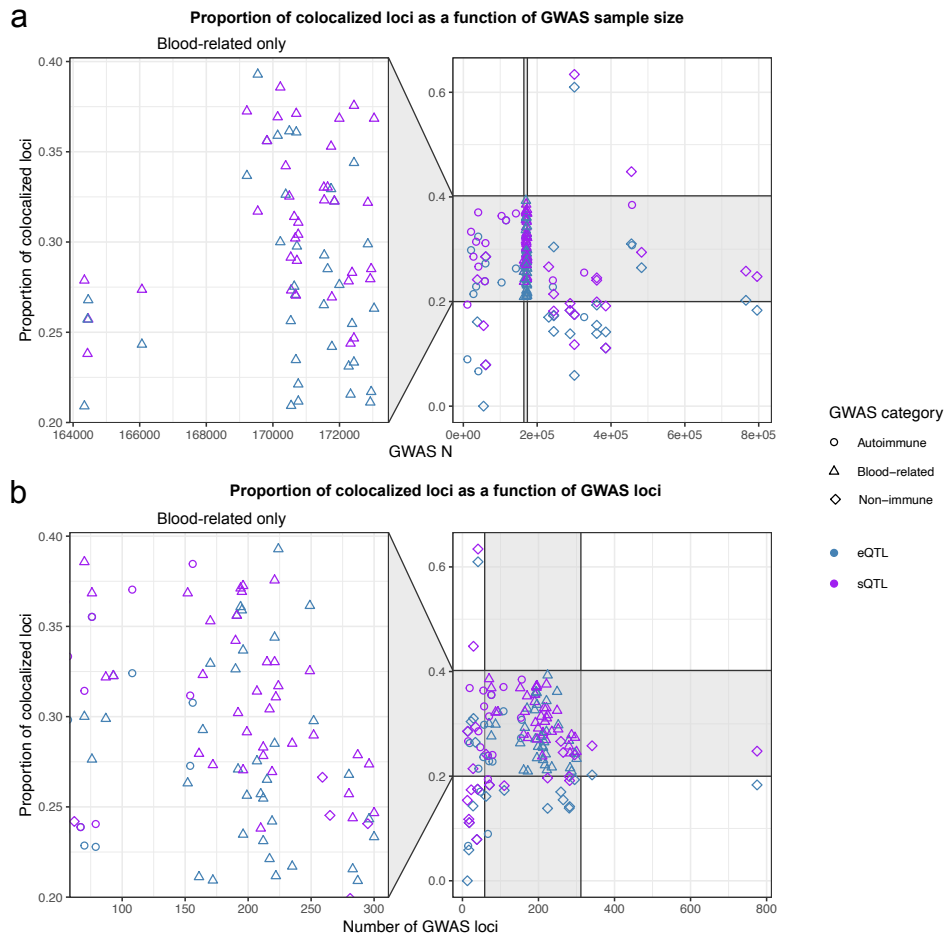 a
Proportion of colocalized loci as a function of GWAS sample size
Blood-related only
Proportion of colocalized loci
0.40
0.35
0.30
0.25
0.20
164000 166000 168000 170000 172000
0.6
0.4
0.2
0.0
0e+00 2e+05 4e+05 6e+05 8e+05
GWAS N
b
Proportion of colocalized loci as a function of GWAS loci
Blood-related only
Proportion of colocalized loci
0.40
0.35
0.30
0.25
0.20
100 150 200 250 300
0.6
0.4
0.2
0.0
0 200 400 600 800
Number of GWAS loci
GWAS category
Autoimmune
Blood-related
Non-immune
eQTL
sQTL